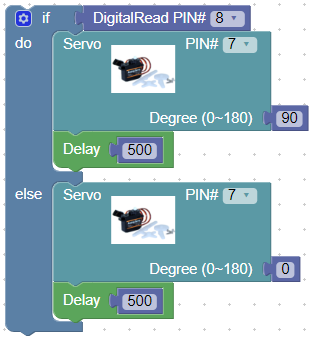 if DigitalRead PIN# 8
do Servo PIN# 7
Degree (0~180) 90
Delay 500
else Servo PIN# 7
Degree (0~180) 0
Delay 500